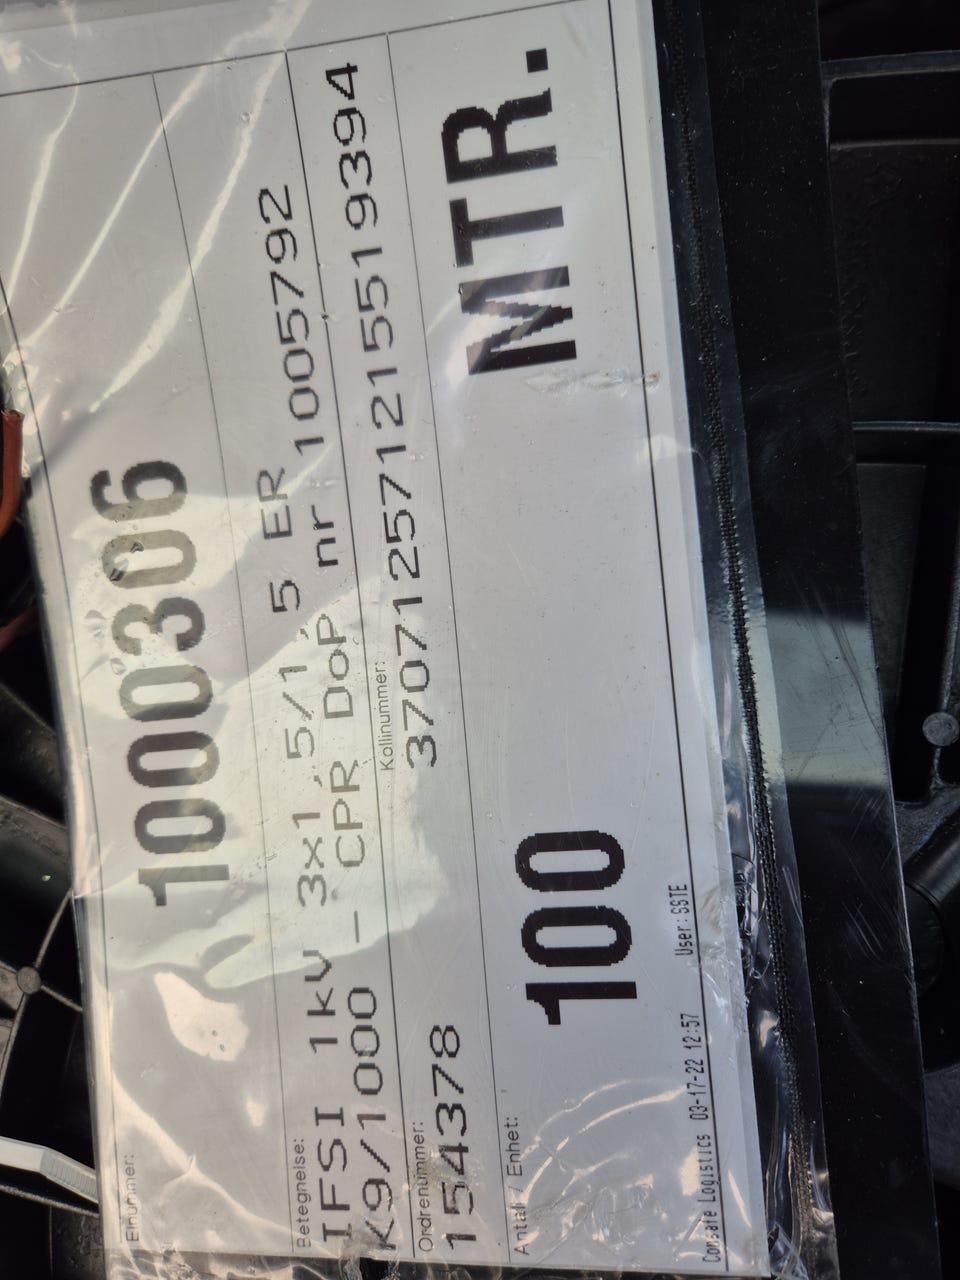 Elnummer:
1000306
Betegnelse:
IFSI 1kV 3x1,5/1,5 ER
K9/1000 - CPR DoP nr 1005792
Ordrenummer:
154378
Kollinummer:
370712571215519394
Antall / Enhet:
100 MTR.
Consafe Logistics 03-17-22 12:57 User: SSTE